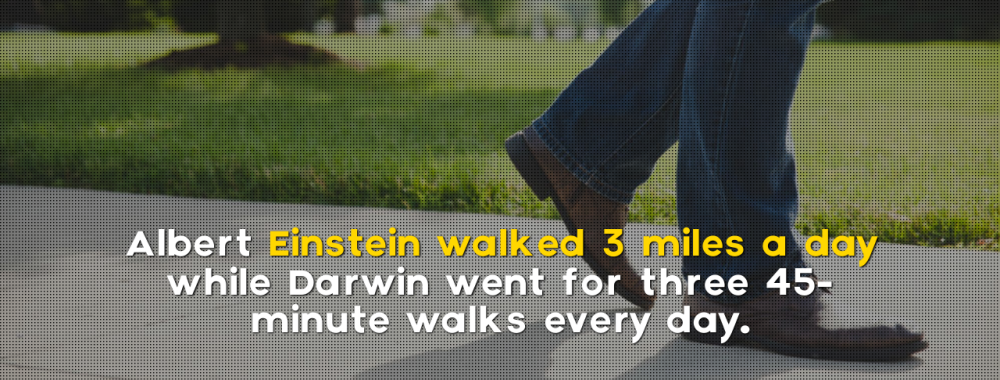 Albert Einstein walked 3 miles a day
while Darwin went for three 45-
minute walks every day.